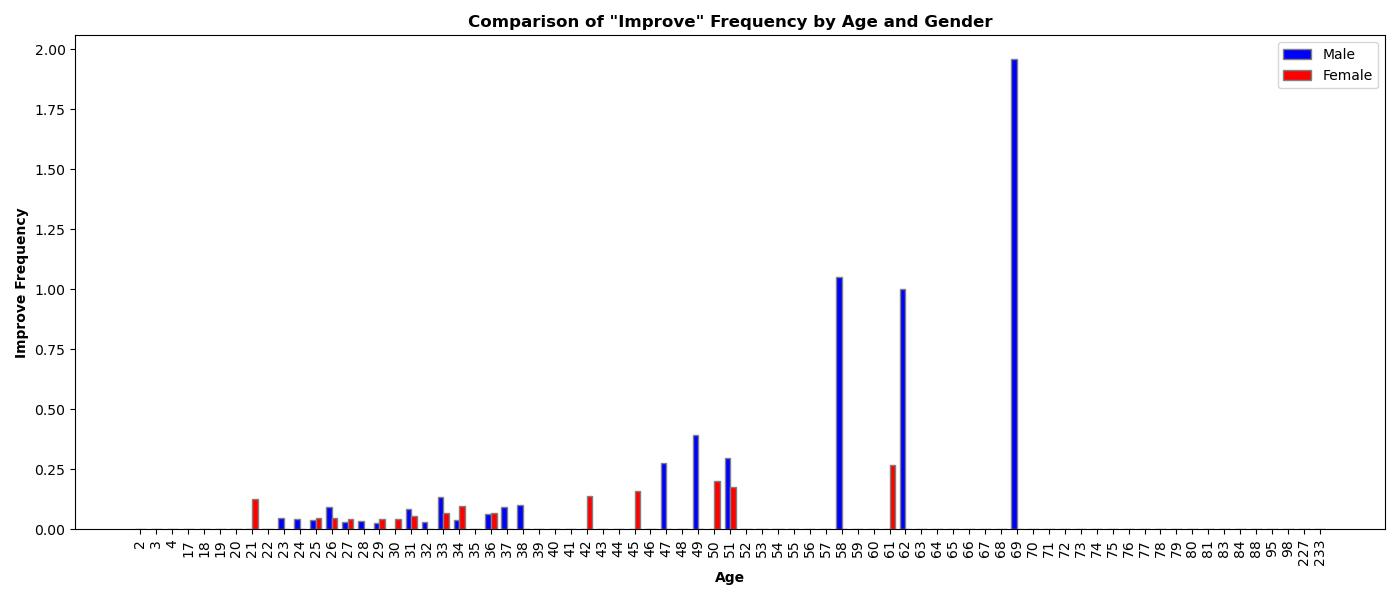 Comparison of "Improve" Frequency by Age and Gender
Male
Female
2.00
1.75
1.50
1.25
1.00
0.75
0.50
0.25
0.00
Improve Frequency
2 3 4 17 18 19 20 21 22 23 24 25 26 27 28 29 30 31 32 33 34 35 36 37 38 39 40 41 42 43 44 45 46 47 48 49 50 51 52 53 54 55 56 57 58 59 60 61 62 63 64 65 66 67 68 69 70 71 72 73 74 75 76 77 78 79 80 81 83 84 88 95 98 227 233
Age